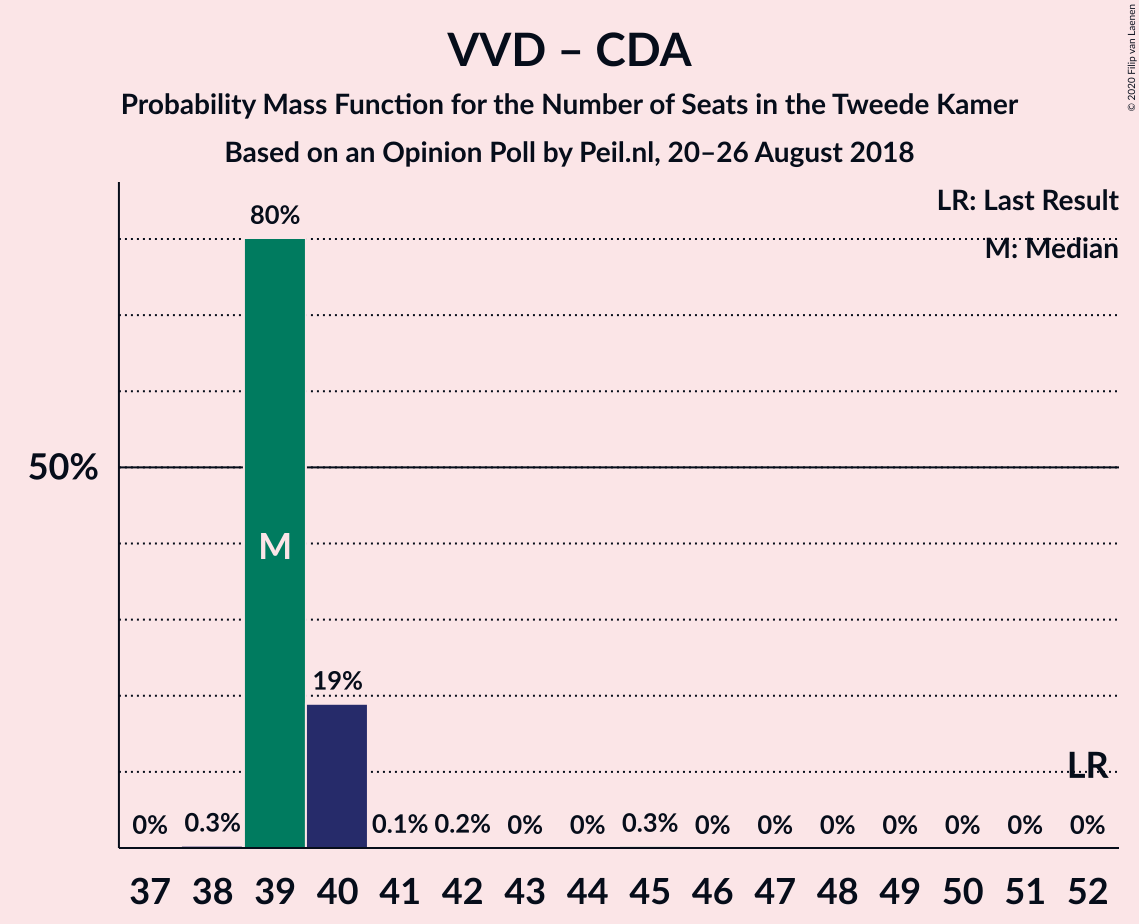 VVD – CDA
Probability Mass Function for the Number of Seats in the Tweede Kamer
Based on an Opinion Poll by Peil.nl, 20–26 August 2018
© 2020 Filip van Laenen
LR: Last Result
M: Median
80%
50%
M
19%
LR
0% 0.3% 0.1% 0.2% 0% 0% 0.3% 0% 0% 0% 0% 0% 0% 0%
37 38 39 40 41 42 43 44 45 46 47 48 49 50 51 52